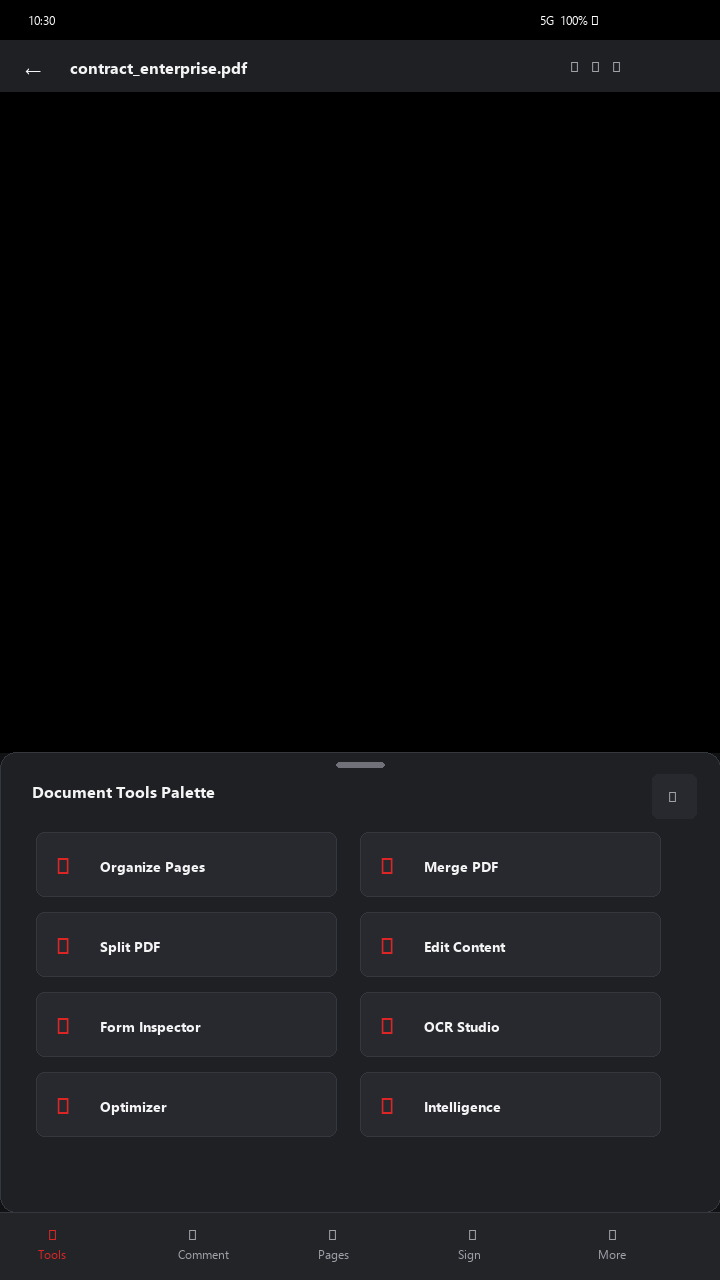 10:30 5G 100%
← contract_enterprise.pdf
Document Tools Palette
Organize Pages Merge PDF
Split PDF Edit Content
Form Inspector OCR Studio
Optimizer Intelligence
Tools Comment Pages Sign More